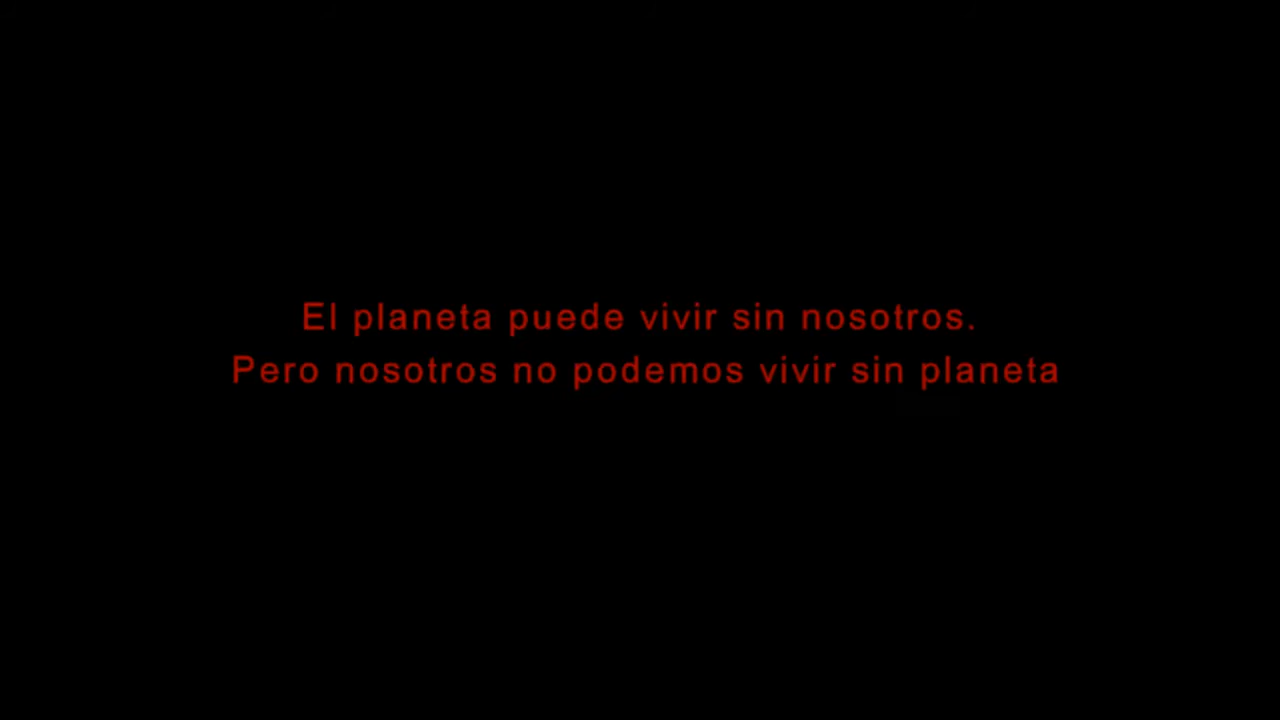 El planeta puede vivir sin nosotros.
Pero nosotros no podemos vivir sin planeta